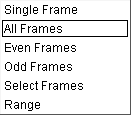 Single Frame
All Frames
Even Frames
Odd Frames
Select Frames
Range